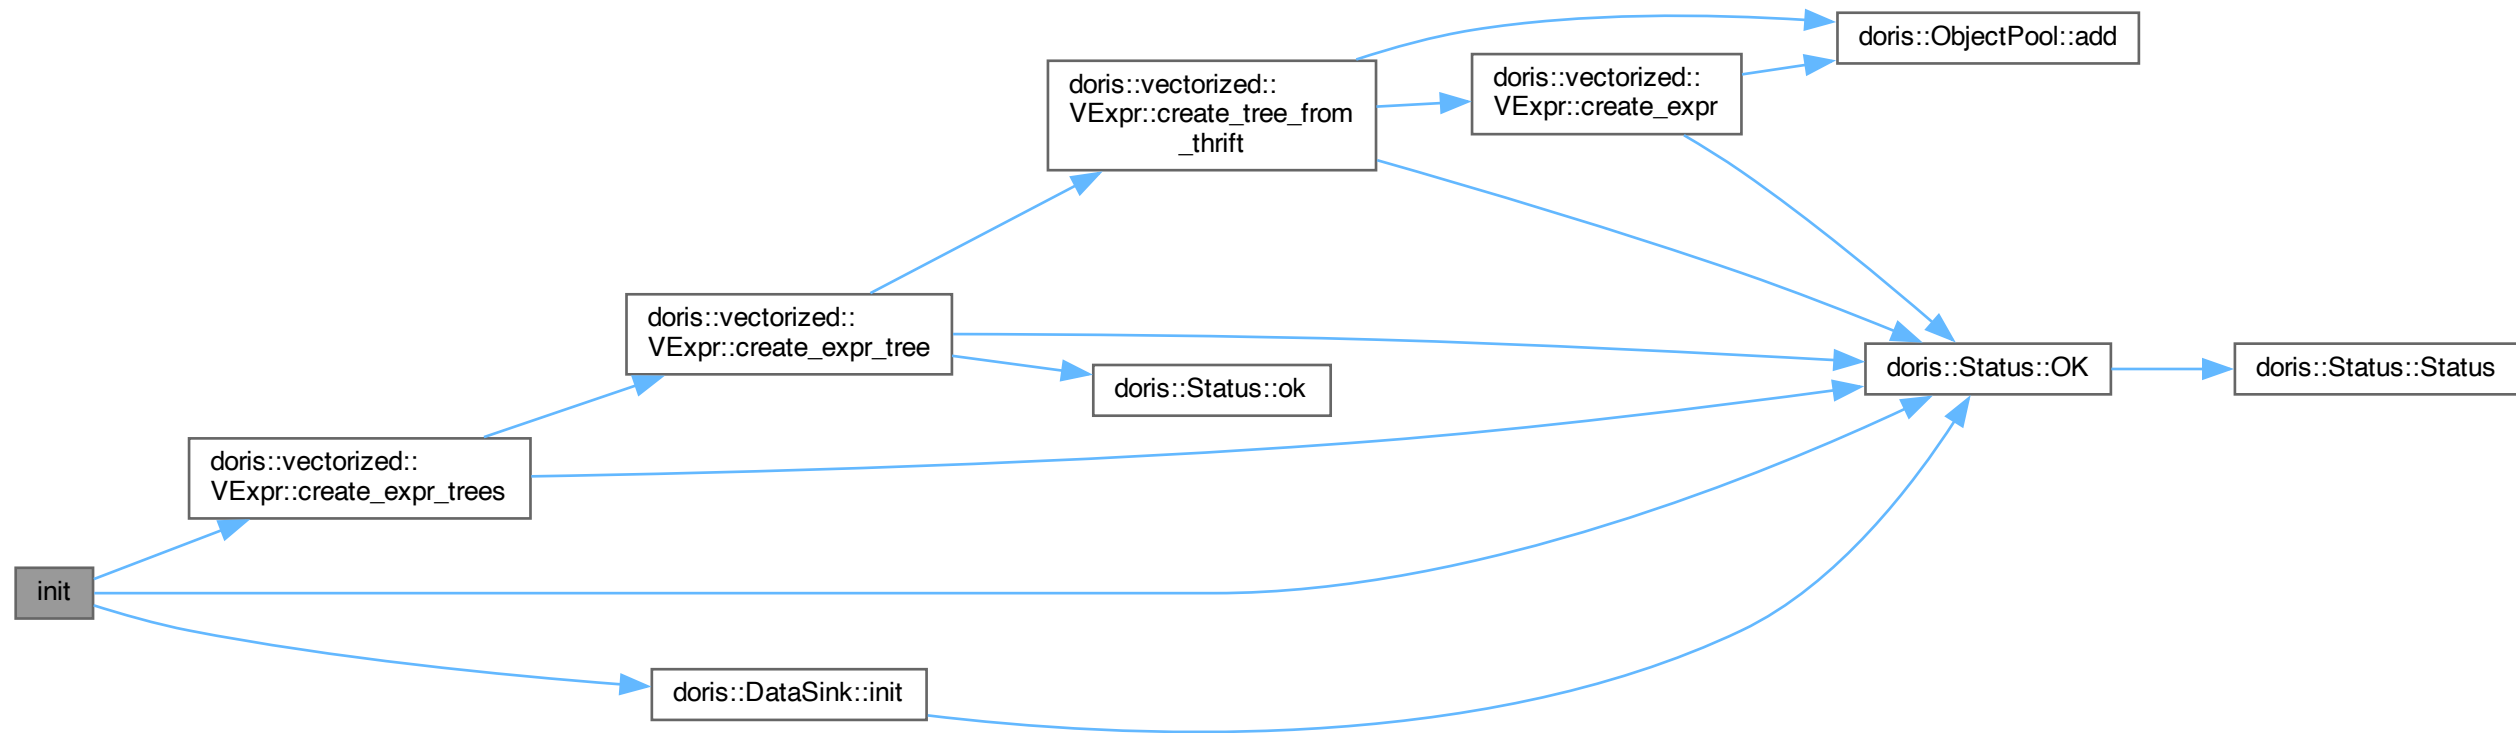 doris::ObjectPool::add
doris::vectorized::
VExpr::create_tree_from
_thrift
doris::vectorized::
VExpr::create_expr
doris::vectorized::
VExpr::create_expr_tree
doris::Status::ok
doris::Status::OK
doris::Status::Status
doris::vectorized::
VExpr::create_expr_trees
init
doris::DataSink::init